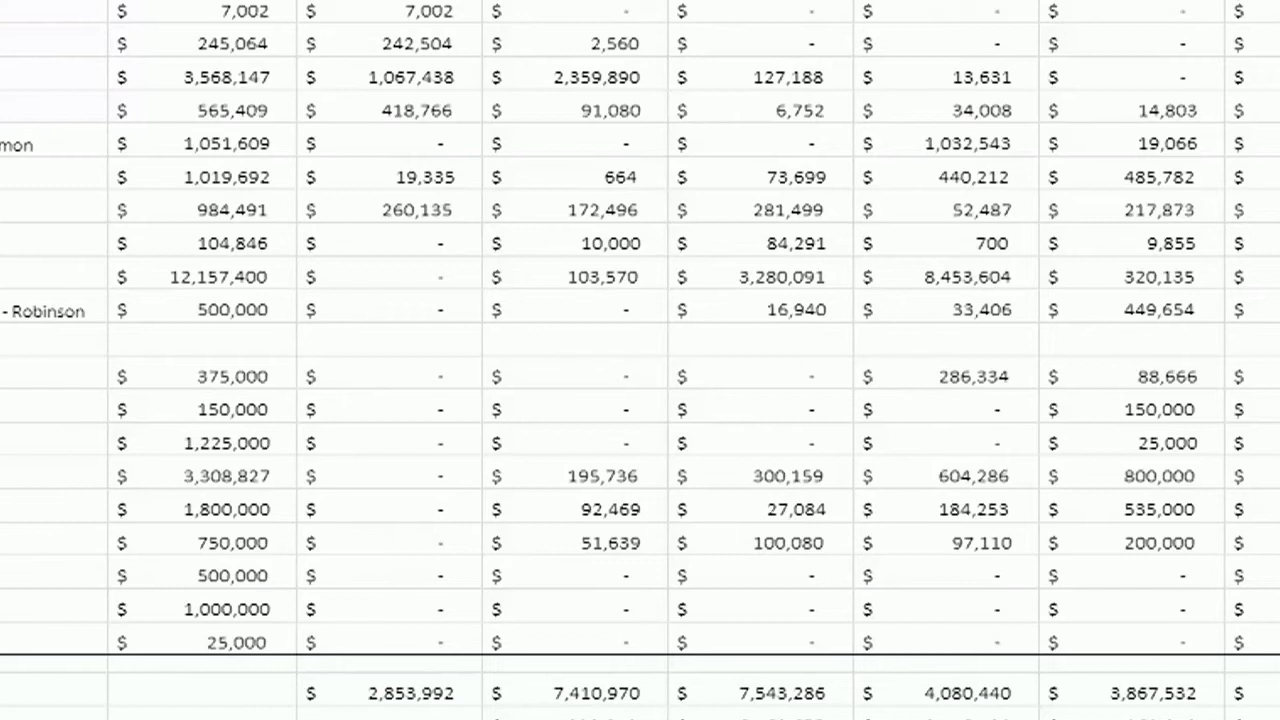 $ 7,002 $ 7,002 $ - $ - $ - $ - $
$ 245,064 $ 242,504 $ 2,560 $ - $ - $ - $
$ 3,568,147 $ 1,067,438 $ 2,359,890 $ 127,188 $ 13,631 $ - $
$ 565,409 $ 418,766 $ 91,080 $ 6,752 $ 34,008 $ 14,803 $
mon $ 1,051,609 $ - $ - $ - $ 1,032,543 $ 19,066 $
$ 1,019,692 $ 19,335 $ 664 $ 73,699 $ 440,212 $ 485,782 $
$ 984,491 $ 260,135 $ 172,496 $ 281,499 $ 52,487 $ 217,873 $
$ 104,846 $ - $ 10,000 $ 84,291 $ 700 $ 9,855 $
$ 12,157,400 $ - $ 103,570 $ 3,280,091 $ 8,453,604 $ 320,135 $
- Robinson $ 500,000 $ - $ - $ 16,940 $ 33,406 $ 449,654 $
$ 375,000 $ - $ - $ - $ 286,334 $ 88,666 $
$ 150,000 $ - $ - $ - $ - $ 150,000 $
$ 1,225,000 $ - $ - $ - $ - $ 25,000 $
$ 3,308,827 $ - $ 195,736 $ 300,159 $ 604,286 $ 800,000 $
$ 1,800,000 $ - $ 92,469 $ 27,084 $ 184,253 $ 535,000 $
$ 750,000 $ - $ 51,639 $ 100,080 $ 97,110 $ 200,000 $
$ 500,000 $ - $ - $ - $ - $ - $
$ 1,000,000 $ - $ - $ - $ - $ - $
$ 25,000 $ - $ - $ - $ - $ - $
$ 2,853,992 $ 7,410,970 $ 7,543,286 $ 4,080,440 $ 3,867,532 $